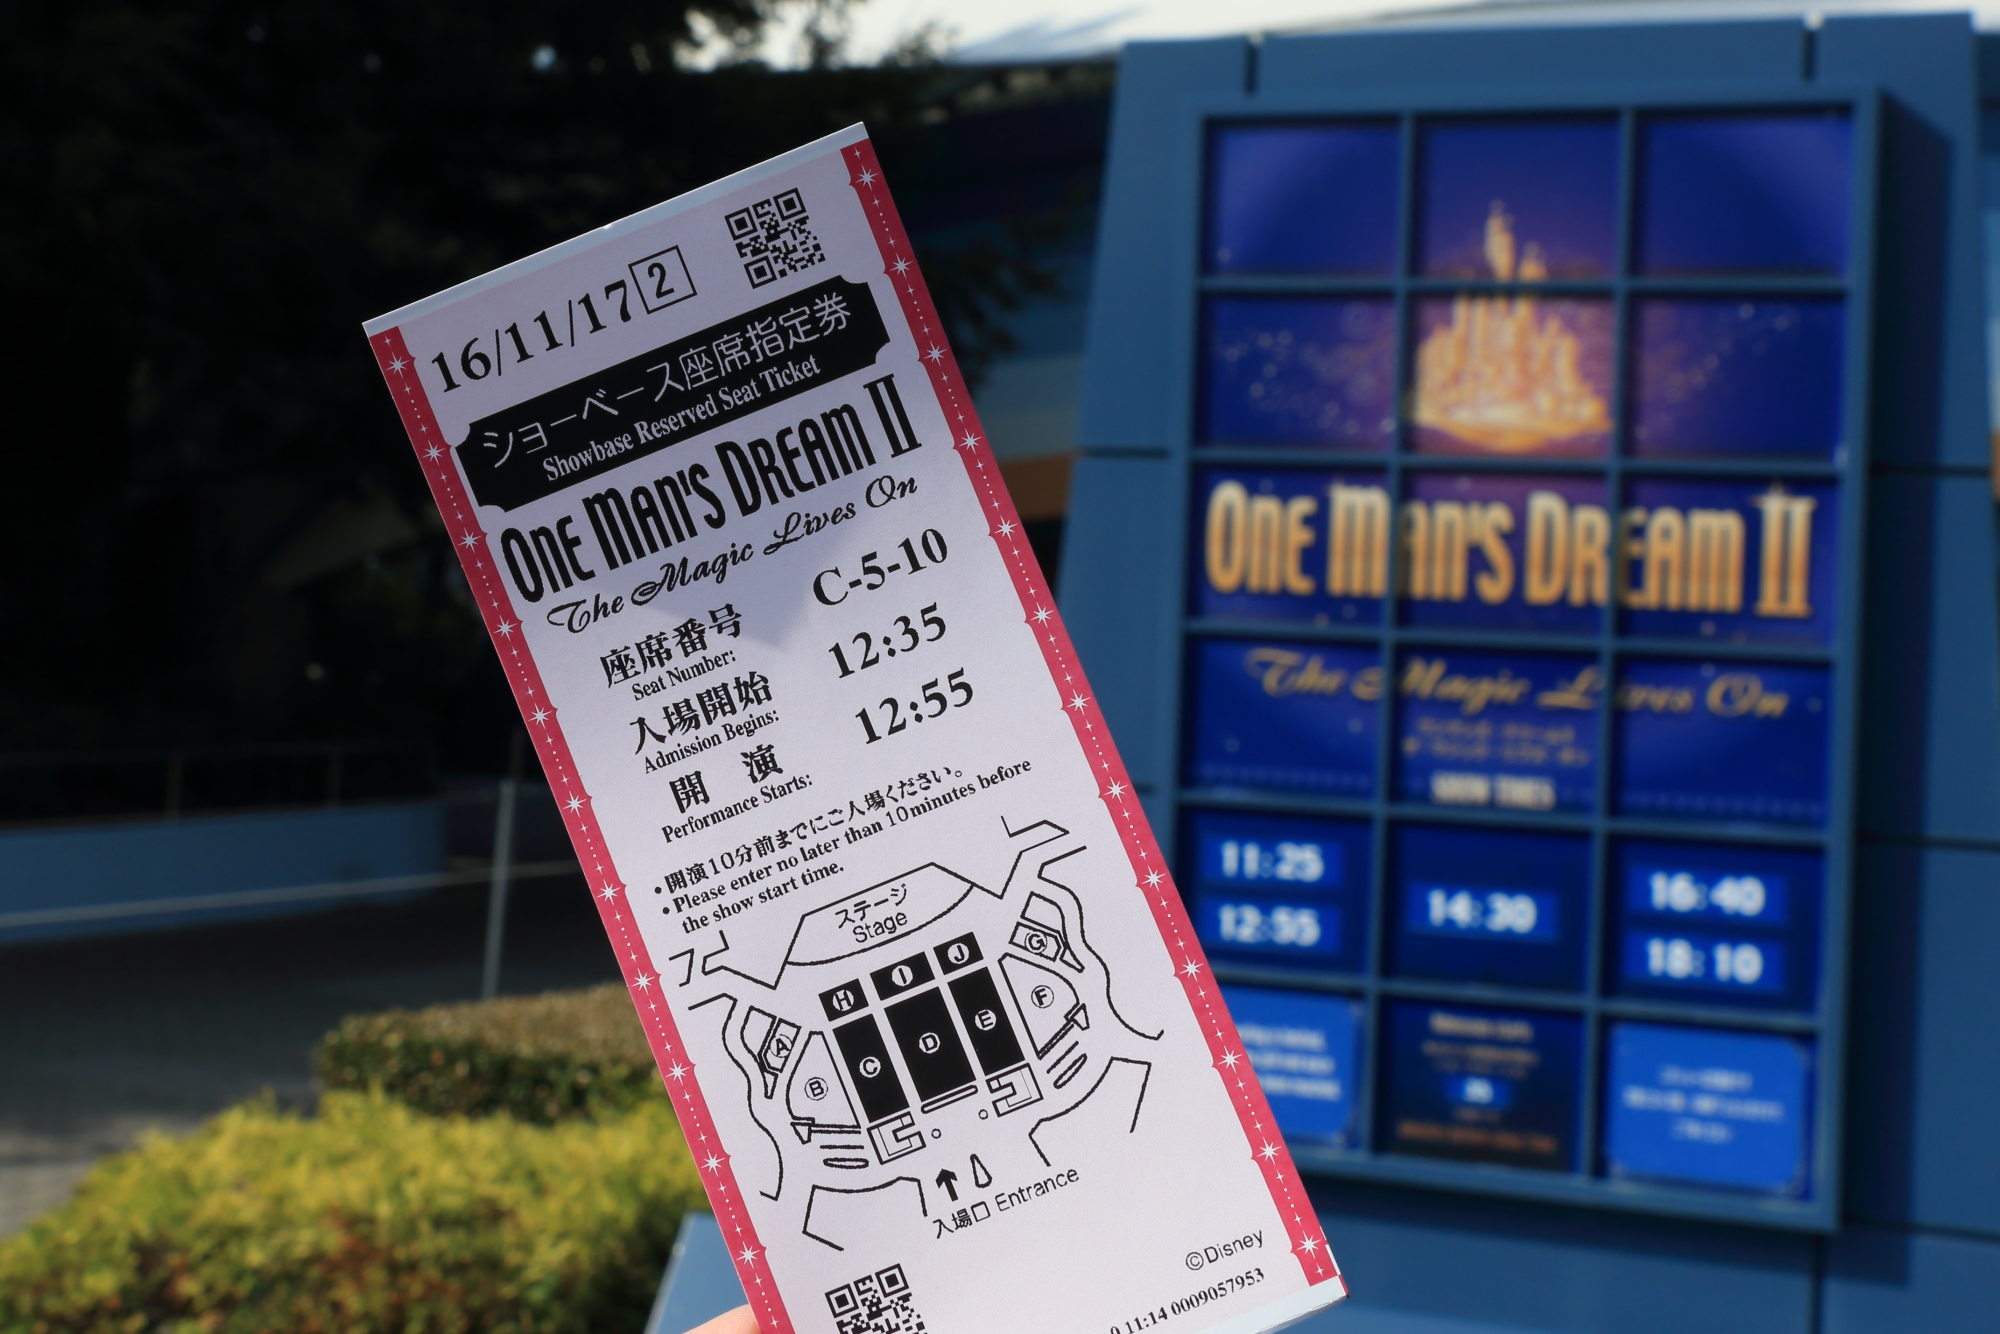 16/11/17 2
ショーベース座席指定券
Showbase Reserved Seat Ticket
ONE MAN'S DREAM II
The Magic Lives On
座席番号 C-5-10
Seat Number:
入場開始 12:35
Admission Begins:
開 演 12:55
Performance Starts:
• 開演10分前までにご入場ください。
• Please enter no later than 10 minutes before
the show start time.
ステージ
Stage
H I J
A B C D E F G
入場口 Entrance
©Disney
0 11:14 0009057953
ONE MAN'S DREAM II
The Magic Lives On
SHOW TIMES
11:25 14:30 16:40
12:55 18:10